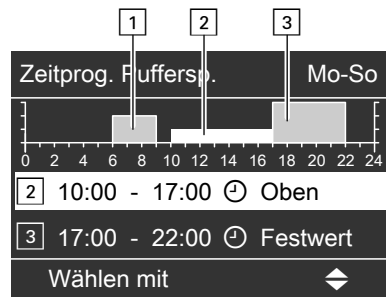 1 2 3
Zeitprog. Puffersp. Mo-So
0 2 4 6 8 10 12 14 16 18 20 22 24
2 10:00 - 17:00 Oben
3 17:00 - 22:00 Festwert
Wählen mit